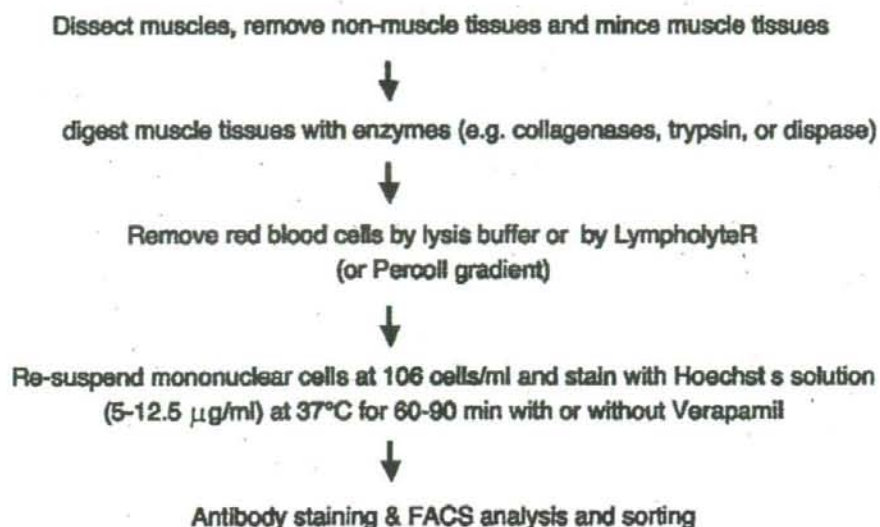 Dissect muscles, remove non-muscle tissues and mince muscle tissues
digest muscle tissues with enzymes (e.g. collagenases, trypsin, or dispase)
Remove red blood cells by lysis buffer or by LympholyteR
(or Percoll gradient)
Re-suspend mononuclear cells at 106 cells/ml and stain with Hoechst s solution
(5-12.5 μg/ml) at 37°C for 60-90 min with or without Verapamil
Antibody staining & FACS analysis and sorting